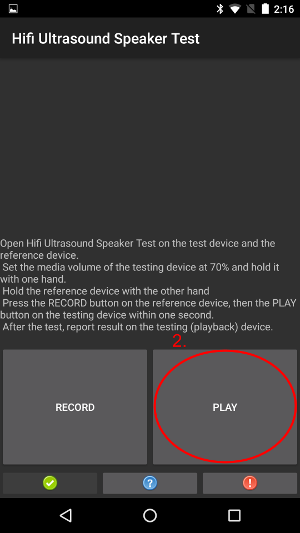 2:16
Hifi Ultrasound Speaker Test
Open Hifi Ultrasound Speaker Test on the test device and the
reference device.
Set the media volume of the testing device at 70% and hold it
with one hand.
Hold the reference device with the other hand
Press the RECORD button on the reference device, then the PLAY
button on the testing device within one second.
After the test, report result on the testing (playback) device.
2.
RECORD
PLAY